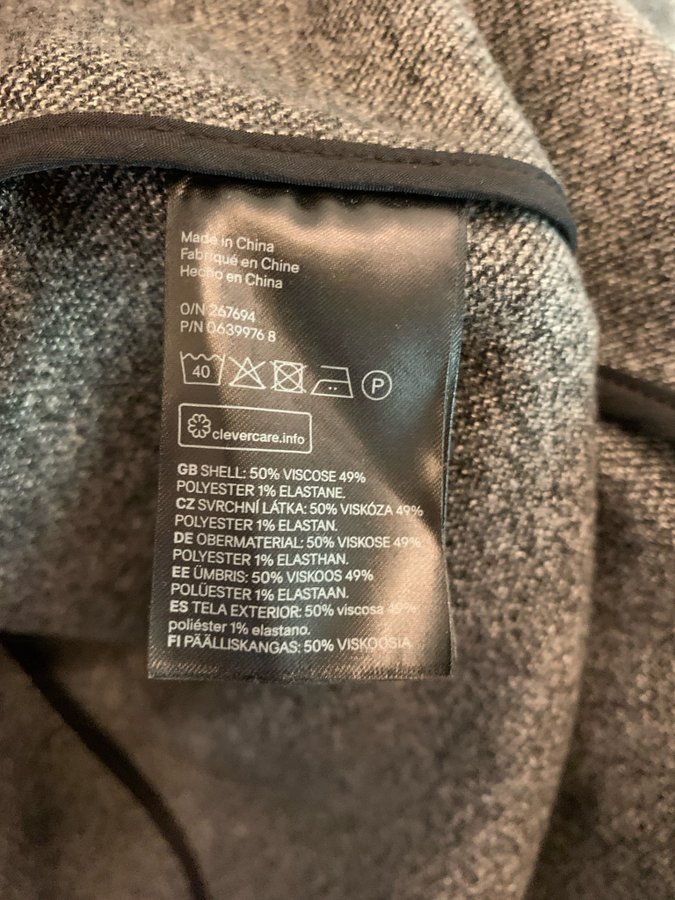 Made in China
Fabriqué en Chine
Hecho en China
O/N 267694
P/N 0639976 8
40
P
clevercare.info
GB SHELL: 50% VISCOSE 49%
POLYESTER 1% ELASTANE.
CZ SVRCHNÍ LÁTKA: 50% VISKÓZA 49%
POLYESTER 1% ELASTAN.
DE OBERMATERIAL: 50% VISKOSE 49%
POLYESTER 1% ELASTHAN.
EE ÜMBRIS: 50% VISKOOS 49%
POLÜESTER 1% ELASTAAN.
ES TELA EXTERIOR: 50% viscosa 49%
poliéster 1% elastano.
FI PÄÄLLISKANGAS: 50% VISKOOSIA